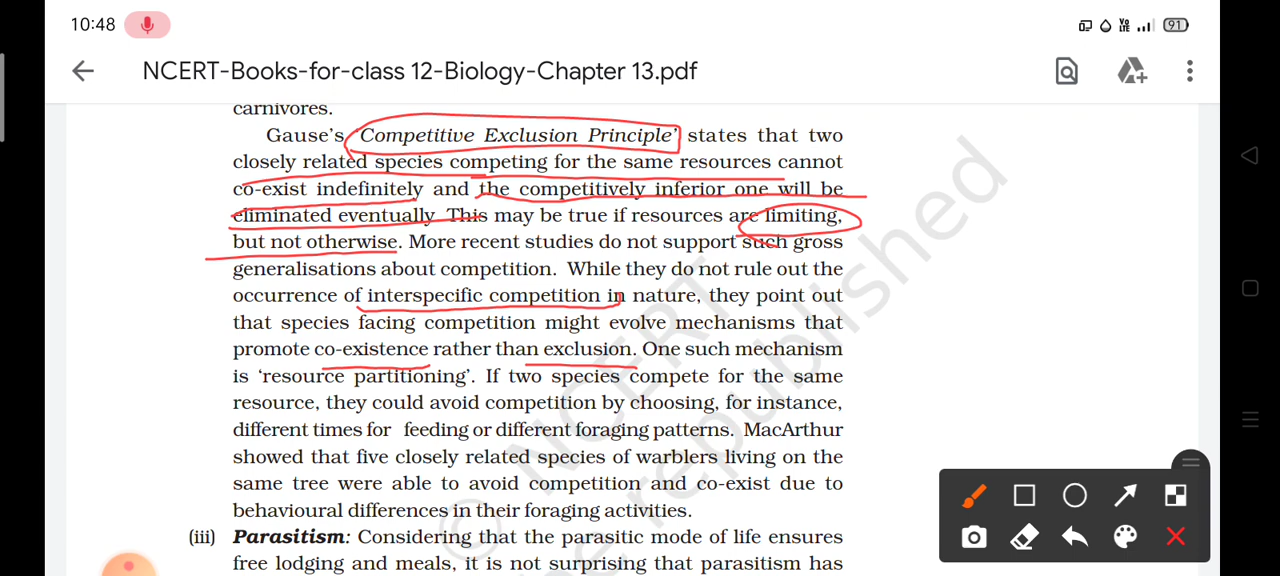 10:48
VO LTE 91
NCERT-Books-for-class 12-Biology-Chapter 13.pdf
carnivores.
Gause's 'Competitive Exclusion Principle' states that two
closely related species competing for the same resources cannot
co-exist indefinitely and the competitively inferior one will be
eliminated eventually. This may be true if resources are limiting,
but not otherwise. More recent studies do not support such gross
generalisations about competition. While they do not rule out the
occurrence of interspecific competition in nature, they point out
that species facing competition might evolve mechanisms that
promote co-existence rather than exclusion. One such mechanism
is 'resource partitioning'. If two species compete for the same
resource, they could avoid competition by choosing, for instance,
different times for feeding or different foraging patterns. MacArthur
showed that five closely related species of warblers living on the
same tree were able to avoid competition and co-exist due to
behavioural differences in their foraging activities.
(iii) Parasitism: Considering that the parasitic mode of life ensures
free lodging and meals, it is not surprising that parasitism has
© NCERT
republished